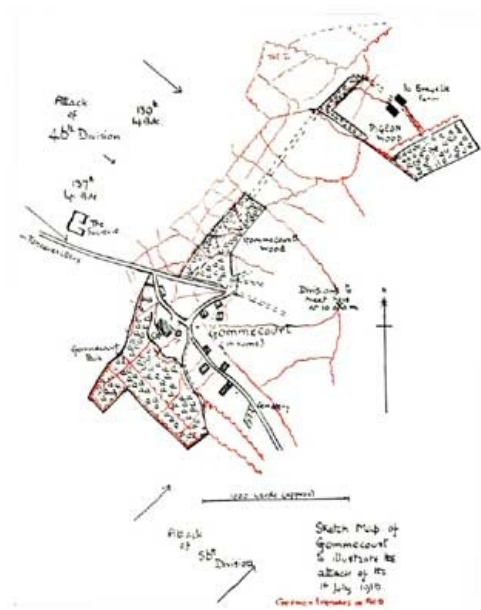 Attack
of
46th Division
139th
Inf. Bde.
137th
Inf. Bde
The
Sucrerie
PIGEON
WOOD
Farm
Gommecourt
Wood
Divisions to
meet here
Gommecourt
(in ruins)
Gommecourt
Park
Cemetery
1000 yards (approx)
Attack
of
56th
Division
Sketch Map of
Gommecourt
to illustrate the
attack of the
1st July 1916.
German trenches in RED